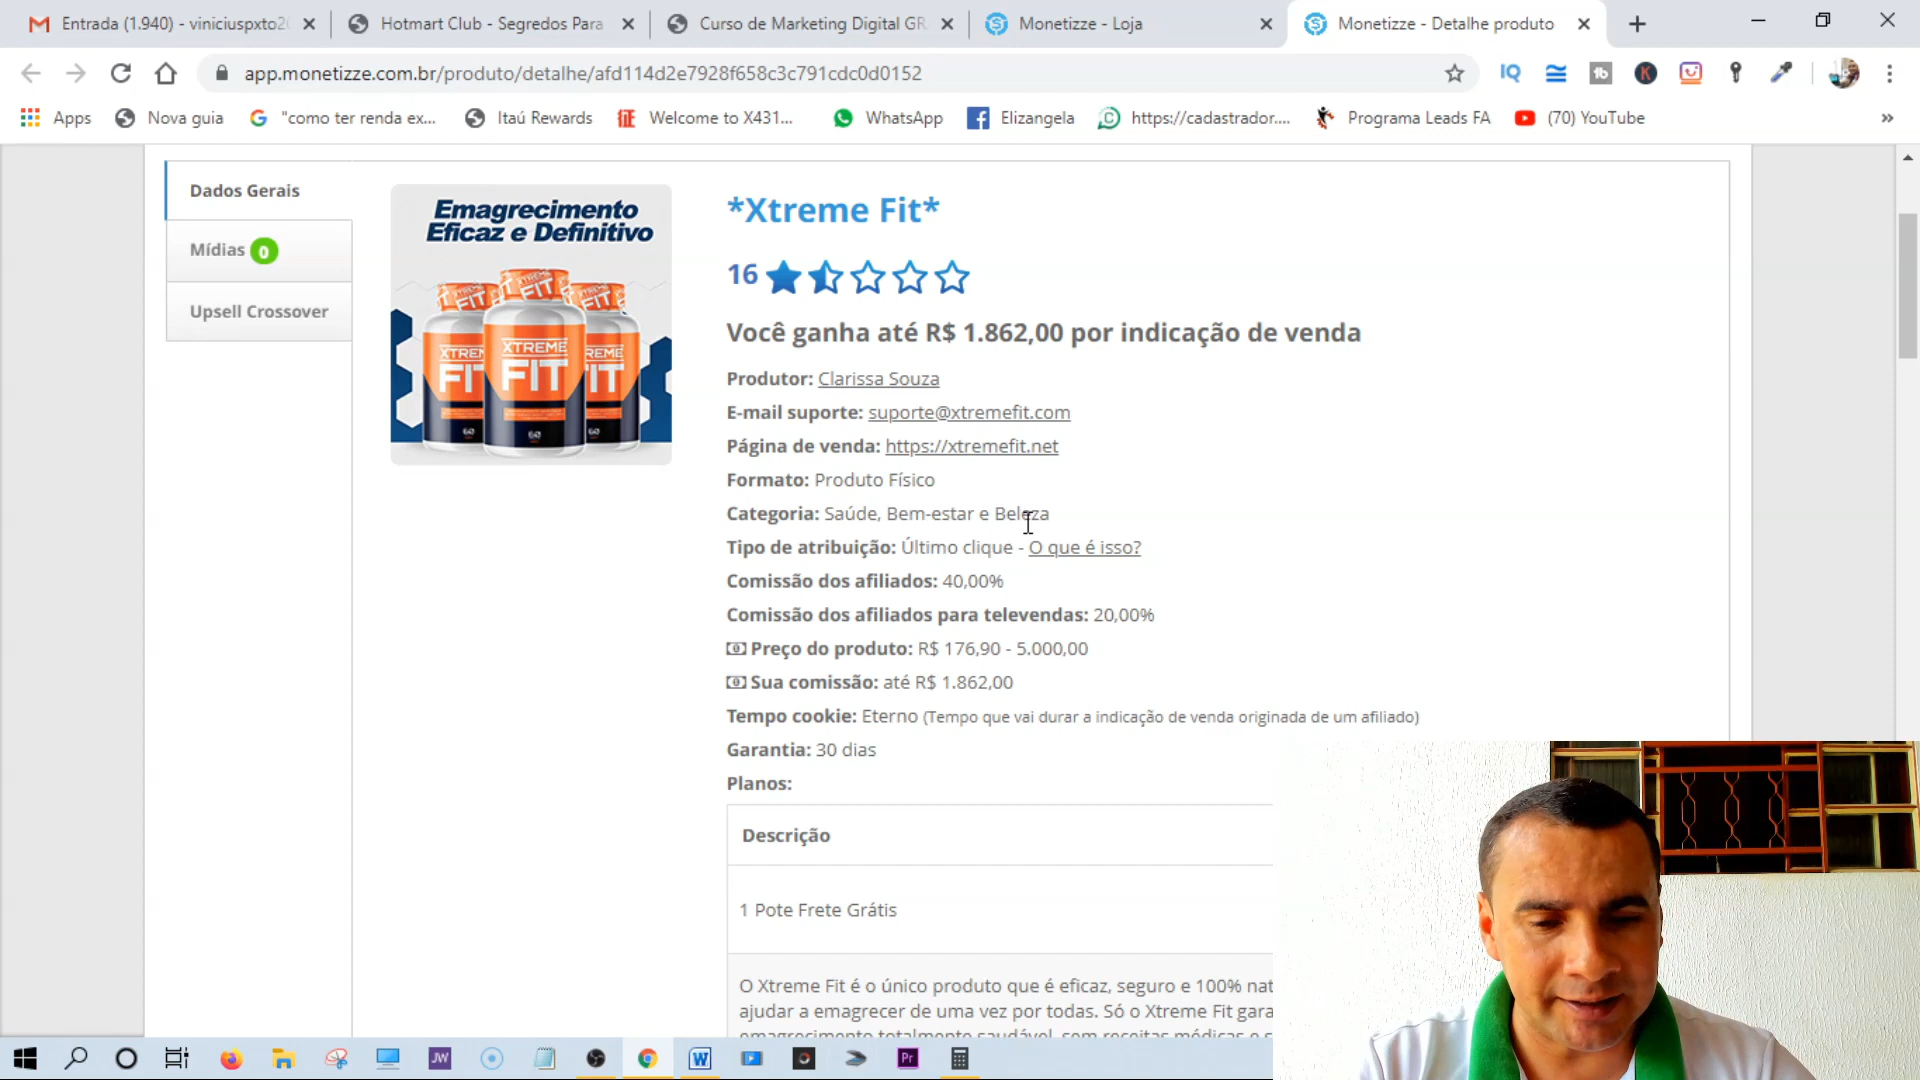 Entrada (1.940) - viniciuspxto2
Hotmart Club - Segredos Para
Curso de Marketing Digital GR
Monetizze - Loja
Monetizze - Detalhe produto
app.monetizze.com.br/produto/detalhe/afd114d2e7928f658c3c791cdc0d0152
Apps
Nova guia
"como ter renda ex...
Itaú Rewards
Welcome to X431...
WhatsApp
Elizangela
https://cadastrador....
Programa Leads FA
(70) YouTube
Dados Gerais
Mídias 0
Upsell Crossover
Emagrecimento
Eficaz e Definitivo
XTREME
FIT
60
*Xtreme Fit*
16
Você ganha até R$ 1.862,00 por indicação de venda
Produtor: Clarissa Souza
E-mail suporte: suporte@xtremefit.com
Página de venda: https://xtremefit.net
Formato: Produto Físico
Categoria: Saúde, Bem-estar e Beleza
Tipo de atribuição: Último clique - O que é isso?
Comissão dos afiliados: 40,00%
Comissão dos afiliados para televendas: 20,00%
Preço do produto: R$ 176,90 - 5.000,00
Sua comissão: até R$ 1.862,00
Tempo cookie: Eterno (Tempo que vai durar a indicação de venda originada de um afiliado)
Garantia: 30 dias
Planos:
Descrição
1 Pote Frete Grátis
O Xtreme Fit é o único produto que é eficaz, seguro e 100% nat
ajudar a emagrecer de uma vez por todas. Só o Xtreme Fit gara
emagrecimento totalmente saudável, sem receitas médicas e s